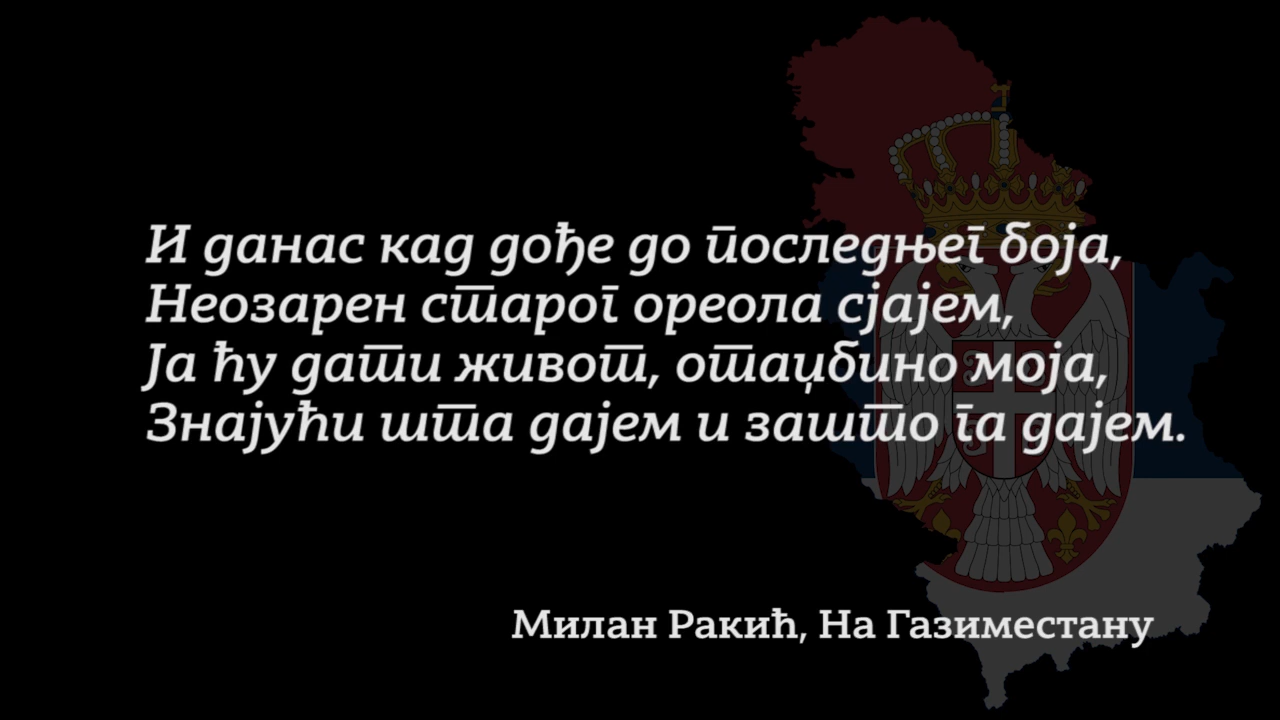 И данас кад дође до последњег боја,
Неозарен старог ореола сјајем,
Ја ћу дати живот, отаџбино моја,
Знајући шта дајем и зашто га дајем.
Милан Ракић, На Газиместану